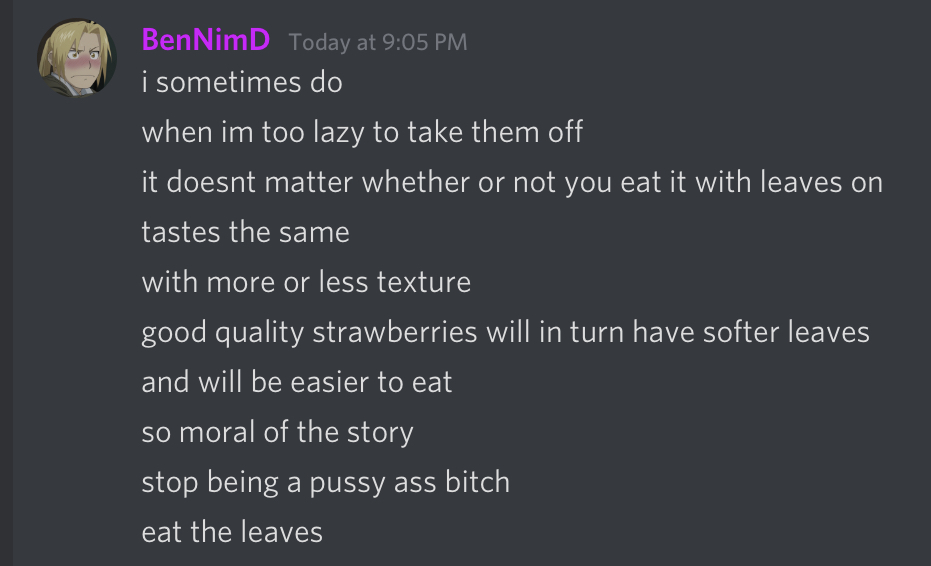 BenNimD Today at 9:05 PM
i sometimes do
when im too lazy to take them off
it doesnt matter whether or not you eat it with leaves on
tastes the same
with more or less texture
good quality strawberries will in turn have softer leaves
and will be easier to eat
so moral of the story
stop being a pussy ass bitch
eat the leaves